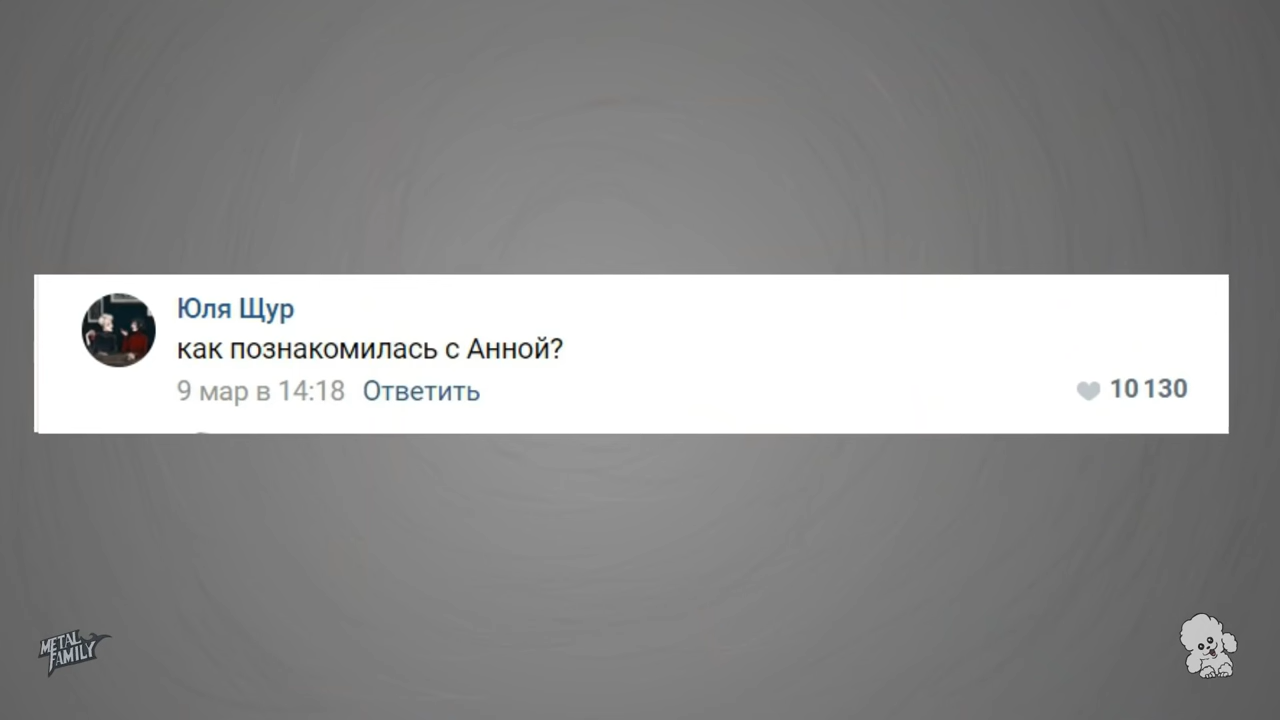 Юля Щур
как познакомилась с Анной?
9 мар в 14:18 Ответить
10 130
METAL
FAMILY